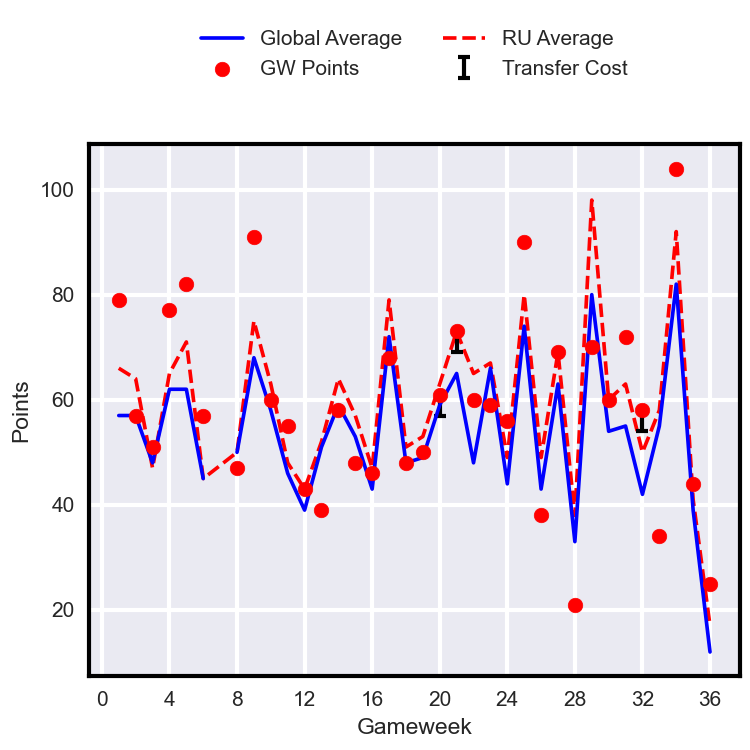 Global Average
RU Average
GW Points
Transfer Cost
100
80
60
40
20
Points
0 4 8 12 16 20 24 28 32 36
Gameweek